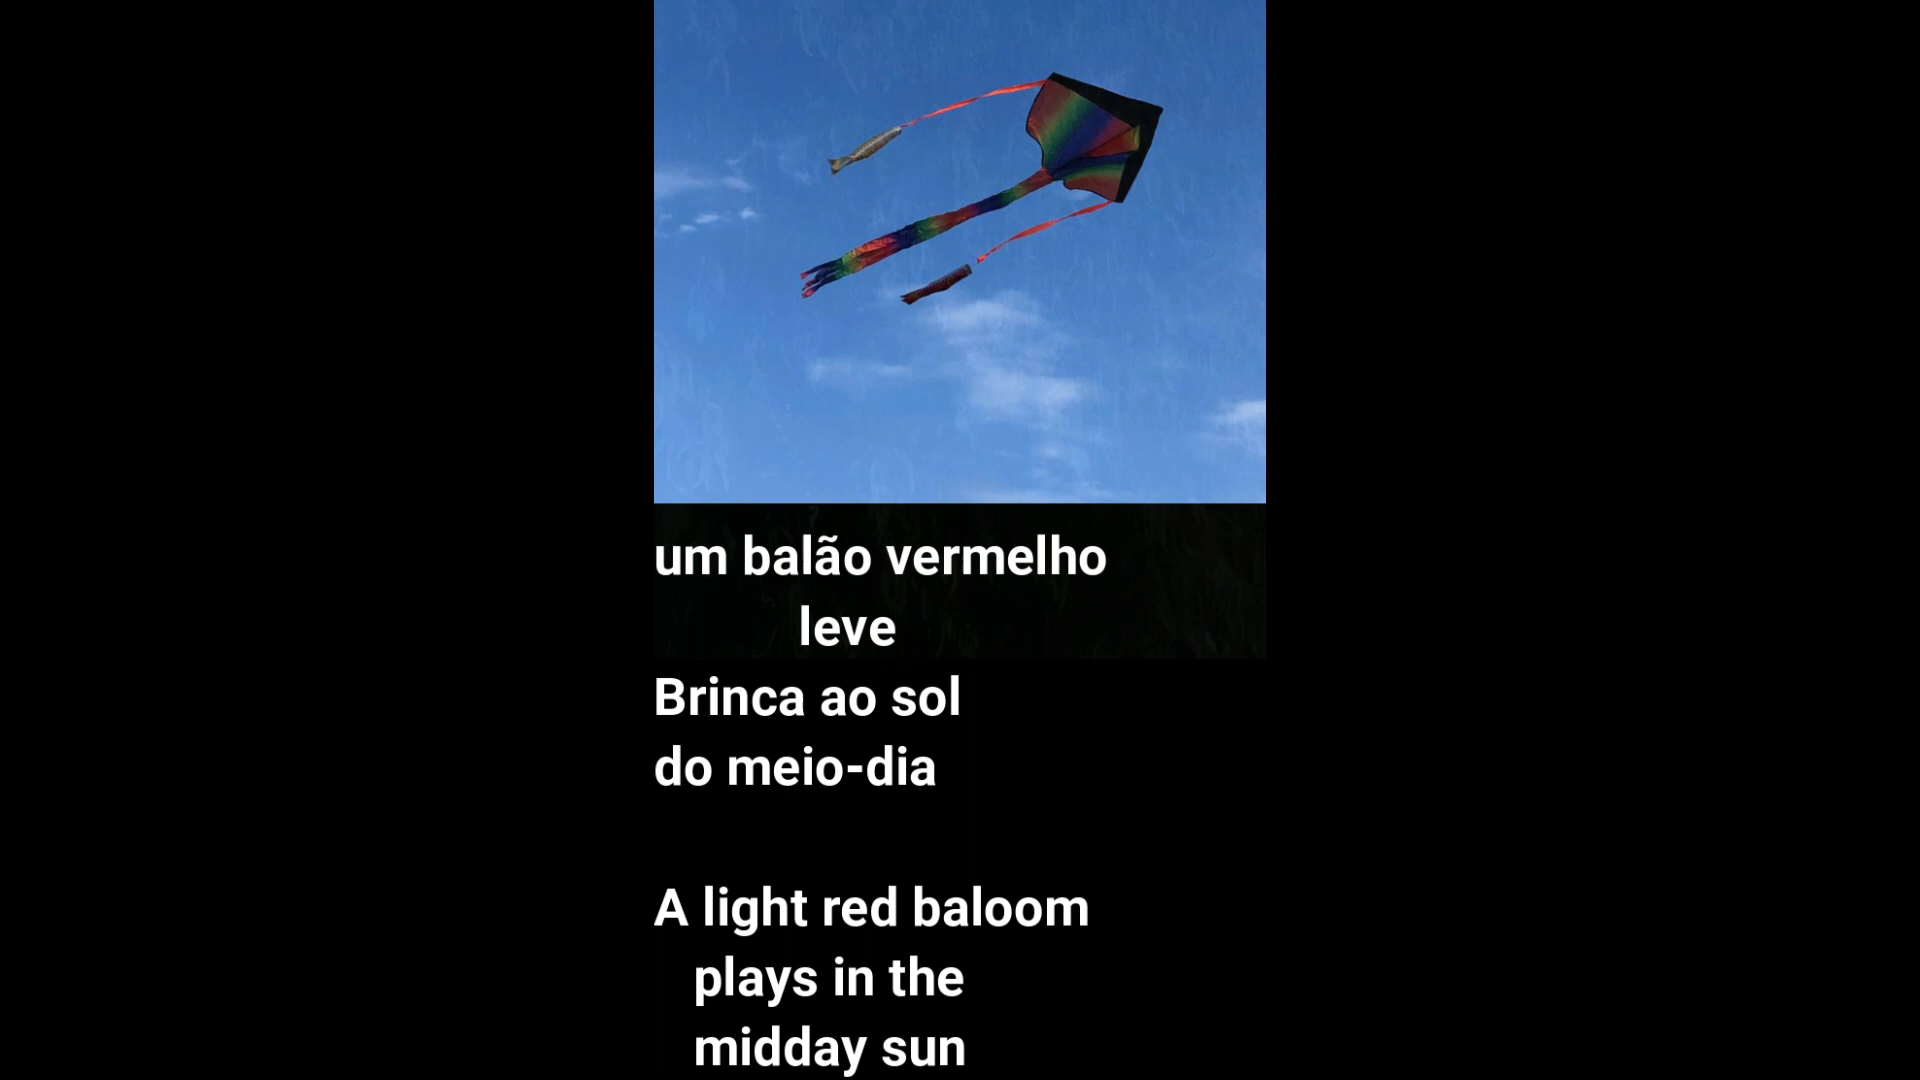 um balão vermelho
leve
Brinca ao sol
do meio-dia
A light red baloom
plays in the
midday sun